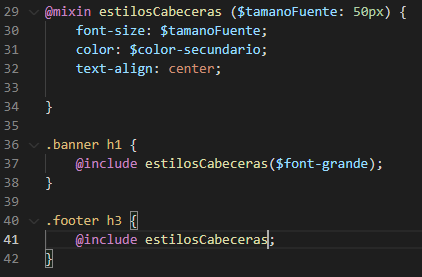 29 @mixin estilosCabeceras ($tamanoFuente: 50px) {
30 font-size: $tamanoFuente;
31 color: $color-secundario;
32 text-align: center;
33
34 }
35
36 .banner h1 {
37 @include estilosCabeceras($font-grande);
38 }
39
40 .footer h3 {
41 @include estilosCabeceras;
42 }